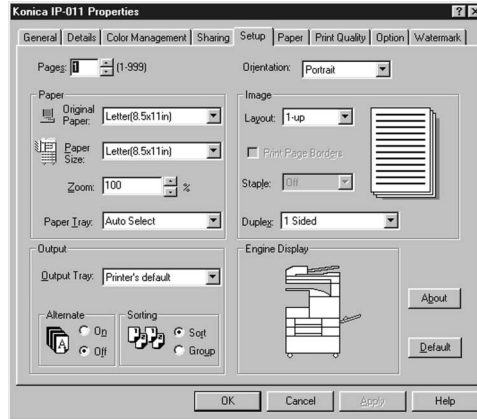 Konica IP-011 Properties
General Details Color Management Sharing Setup Paper Print Quality Option Watermark
Pages: 1 (1-999)
Orientation: Portrait
Paper
Original Paper: Letter(8.5x11in)
Paper Size: Letter(8.5x11in)
Zoom: 100 %
Paper Tray: Auto Select
Image
Layout: 1-up
Print Page Borders
Staple: Off
Duplex: 1 Sided
Output
Output Tray: Printer's default
Alternate
On
Off
A
Sorting
Sort
Group
Engine Display
About
Default
OK Cancel Apply Help